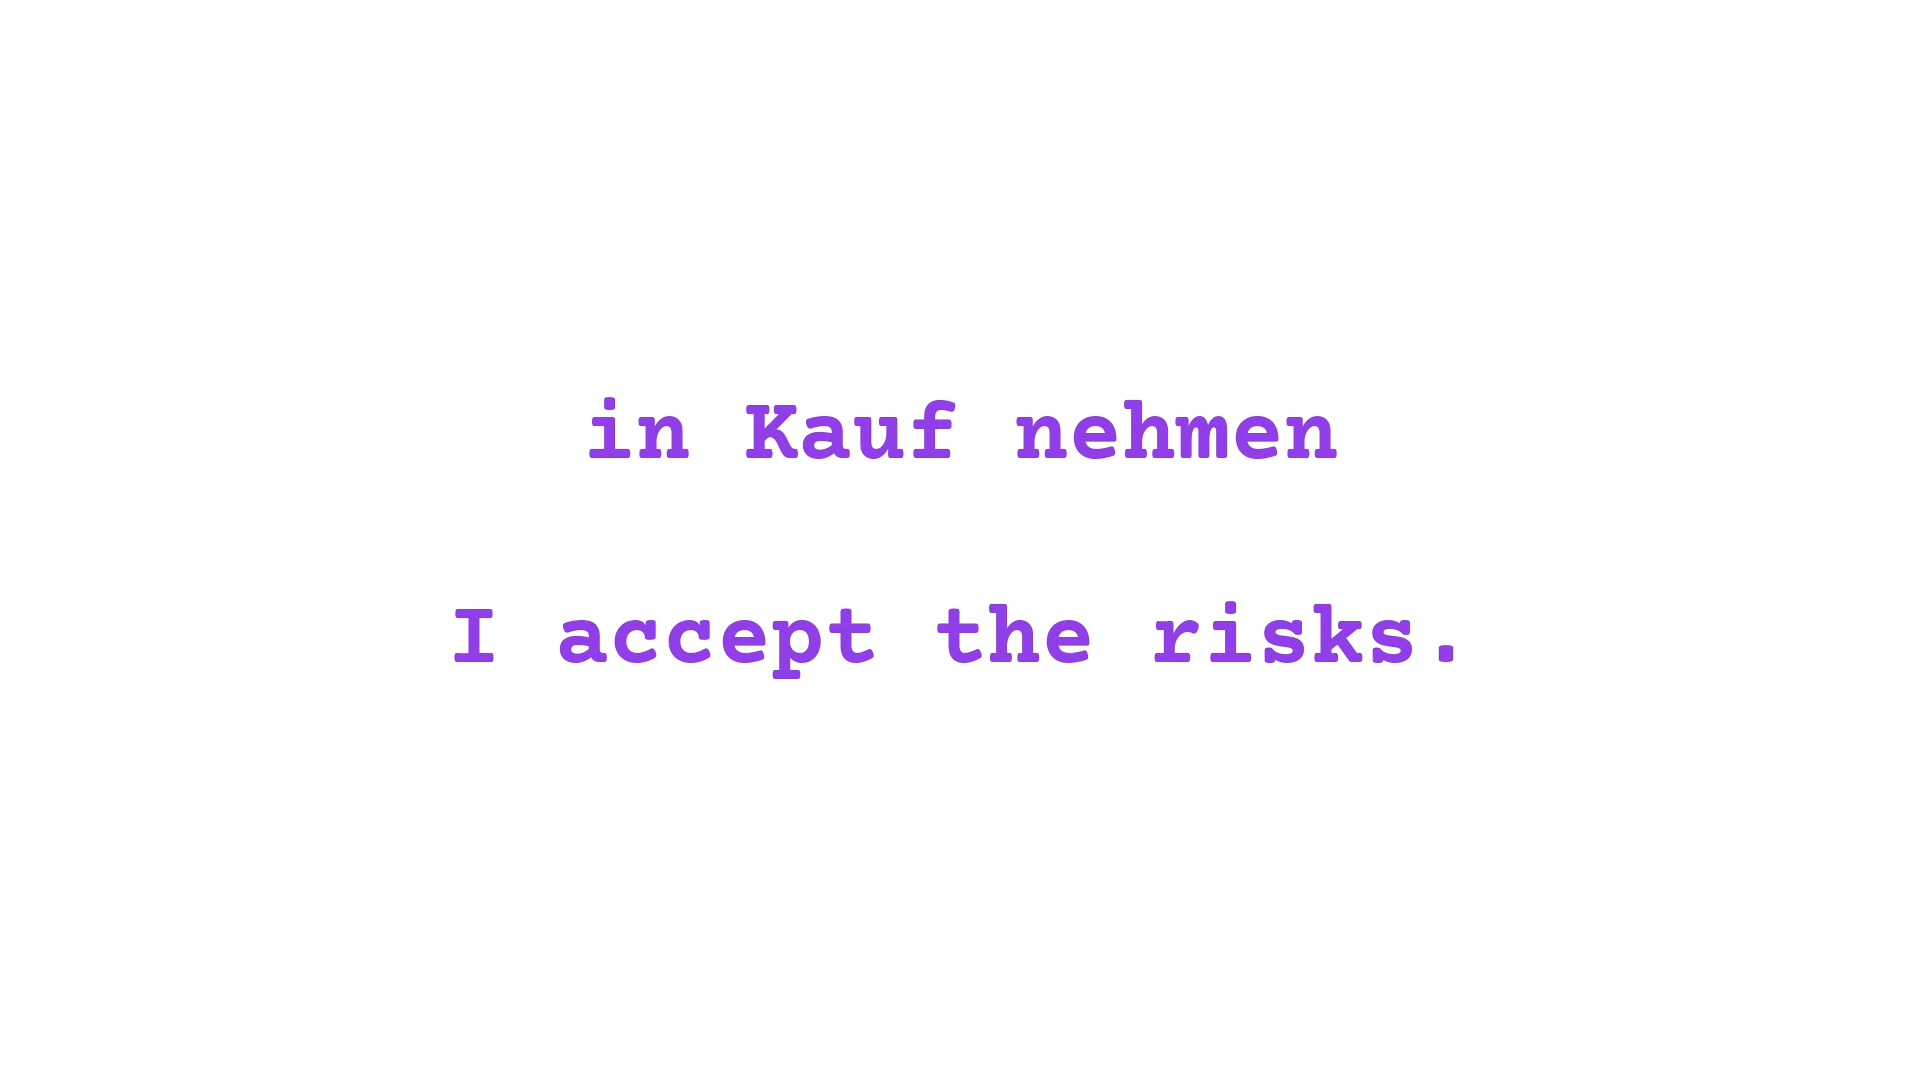 in Kauf nehmen
I accept the risks.